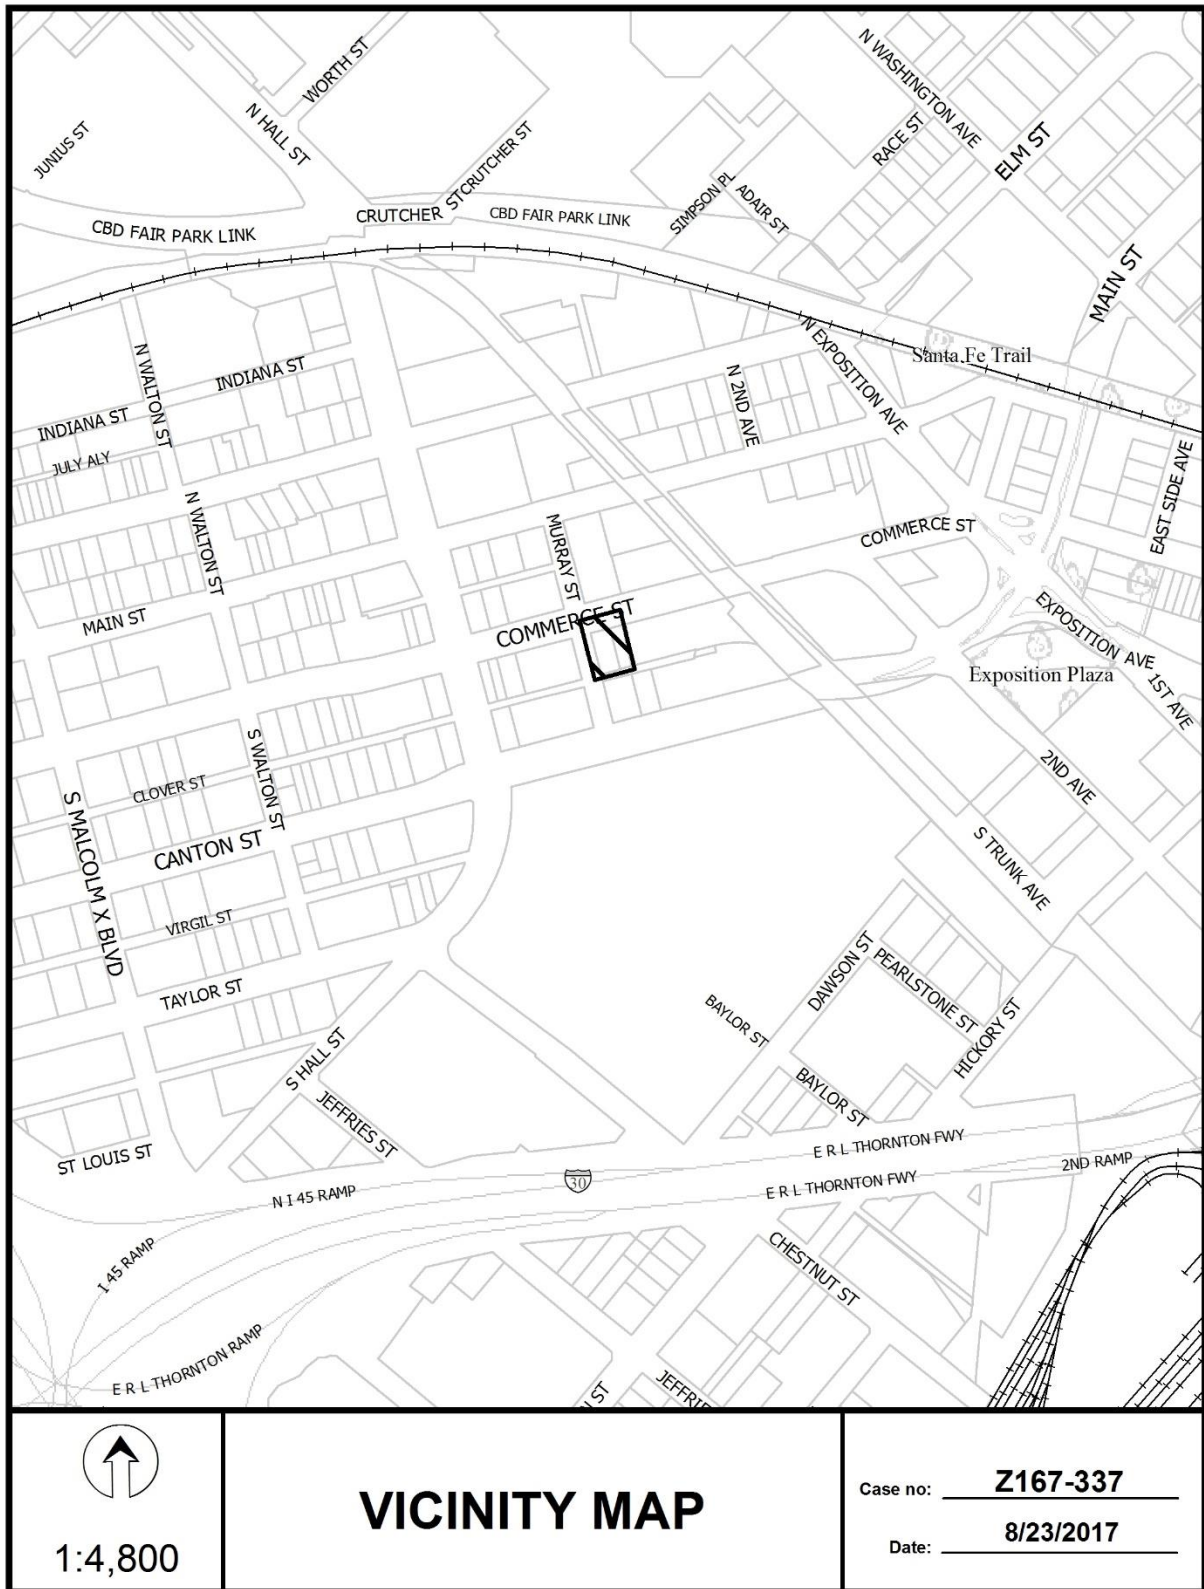 WORTH ST
N HALL ST
JUNIUS ST
N WASHINGTON AVE
RACE ST
ELM ST
CRUTCHER ST
CRUTCHER ST
CBD FAIR PARK LINK
CBD FAIR PARK LINK
SIMPSON PL
ADAIR ST
MAIN ST
N WALTON ST
INDIANA ST
INDIANA ST
JULY ALY
N EXPOSITION AVE
Santa Fe Trail
N 2ND AVE
EAST SIDE AVE
N WALTON ST
MURRAY ST
COMMERCE ST
MAIN ST
COMMERCE ST
EXPOSITION AVE
Exposition Plaza
1ST AVE
S WALTON ST
CLOVER ST
2ND AVE
S MALCOLM X BLVD
CANTON ST
S TRUNK AVE
VIRGIL ST
TAYLOR ST
DAWSON ST
PEARLSTONE ST
BAYLOR ST
HICKORY ST
S HALL ST
JEFFRIES ST
BAYLOR ST
ST LOUIS ST
E R L THORNTON FWY
N I 45 RAMP
30
E R L THORNTON FWY
2ND RAMP
I 45 RAMP
CHESTNUT ST
E R L THORNTON RAMP
JEFFRIE
N ST
1:4,800
VICINITY MAP
Case no: Z167-337
Date: 8/23/2017